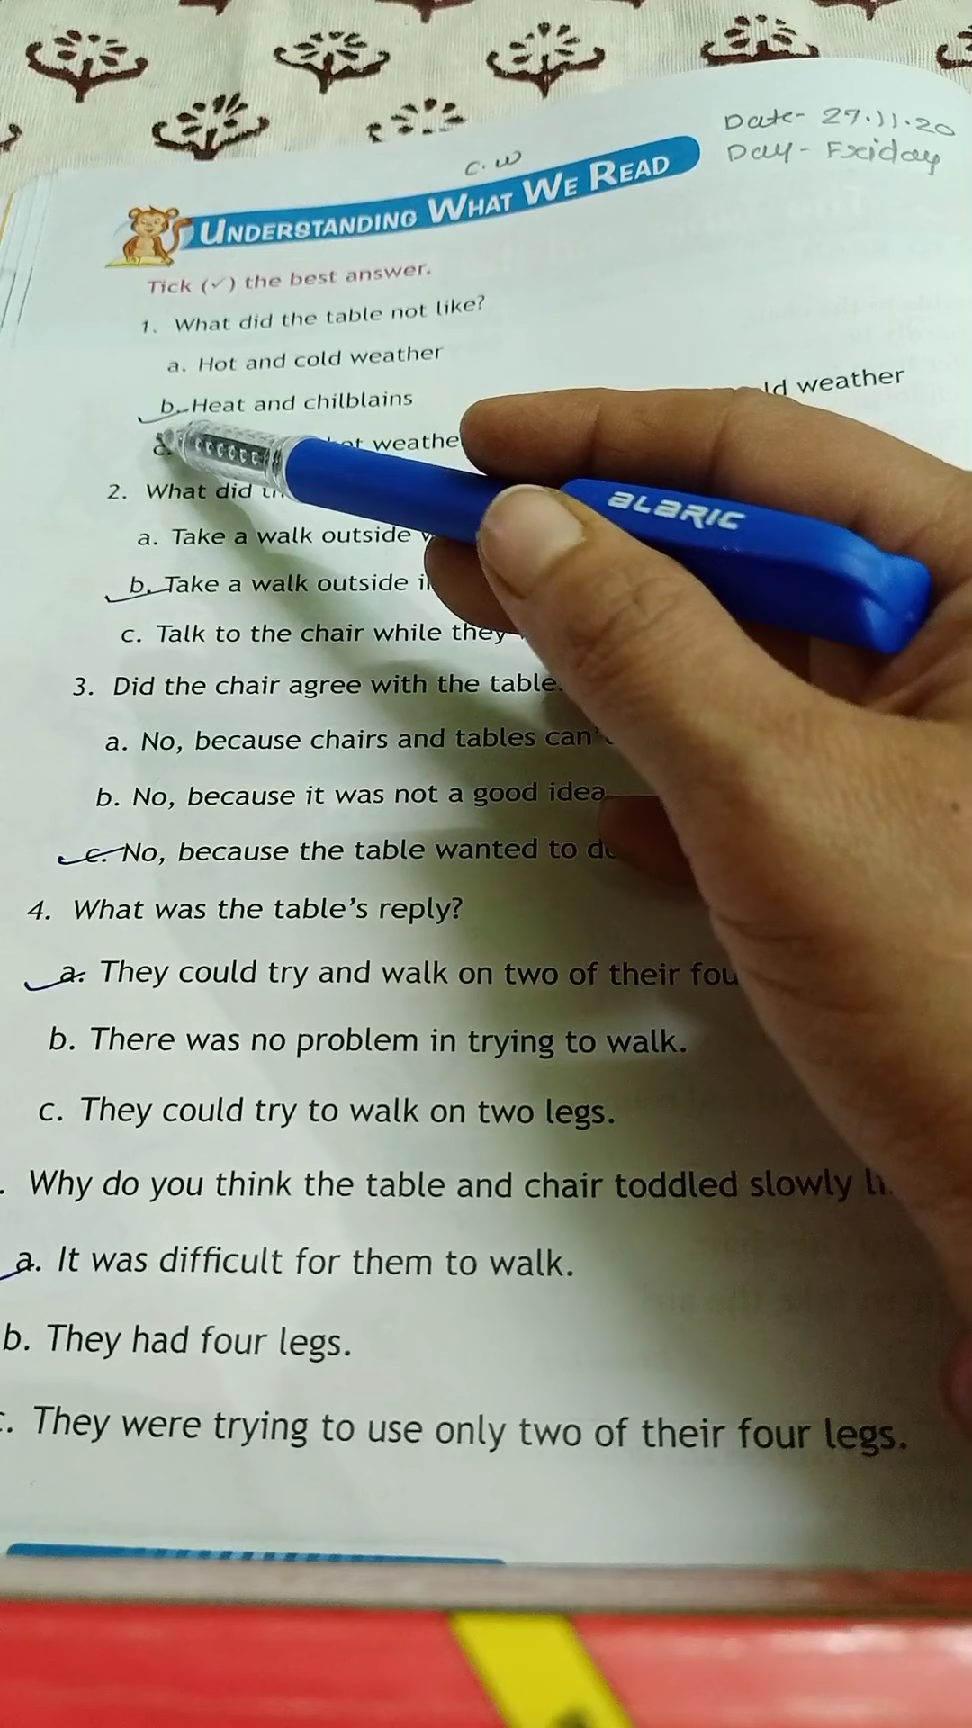 Date- 27.11.20
Day- Friday
C.W
UNDERSTANDING WHAT WE READ
Tick (✓) the best answer.
1. What did the table not like?
a. Hot and cold weather
b. Heat and chilblains
weather
c.
2. What did
a. Take a walk outside
b. Take a walk outside
c. Talk to the chair while they
3. Did the chair agree with the table
a. No, because chairs and tables can't
b. No, because it was not a good idea
c. No, because the table wanted to
4. What was the table's reply?
a. They could try and walk on two of their
b. There was no problem in trying to walk.
c. They could try to walk on two legs.
Why do you think the table and chair toddled slowly
a. It was difficult for them to walk.
b. They had four legs.
c. They were trying to use only two of their four legs.
ALARIC